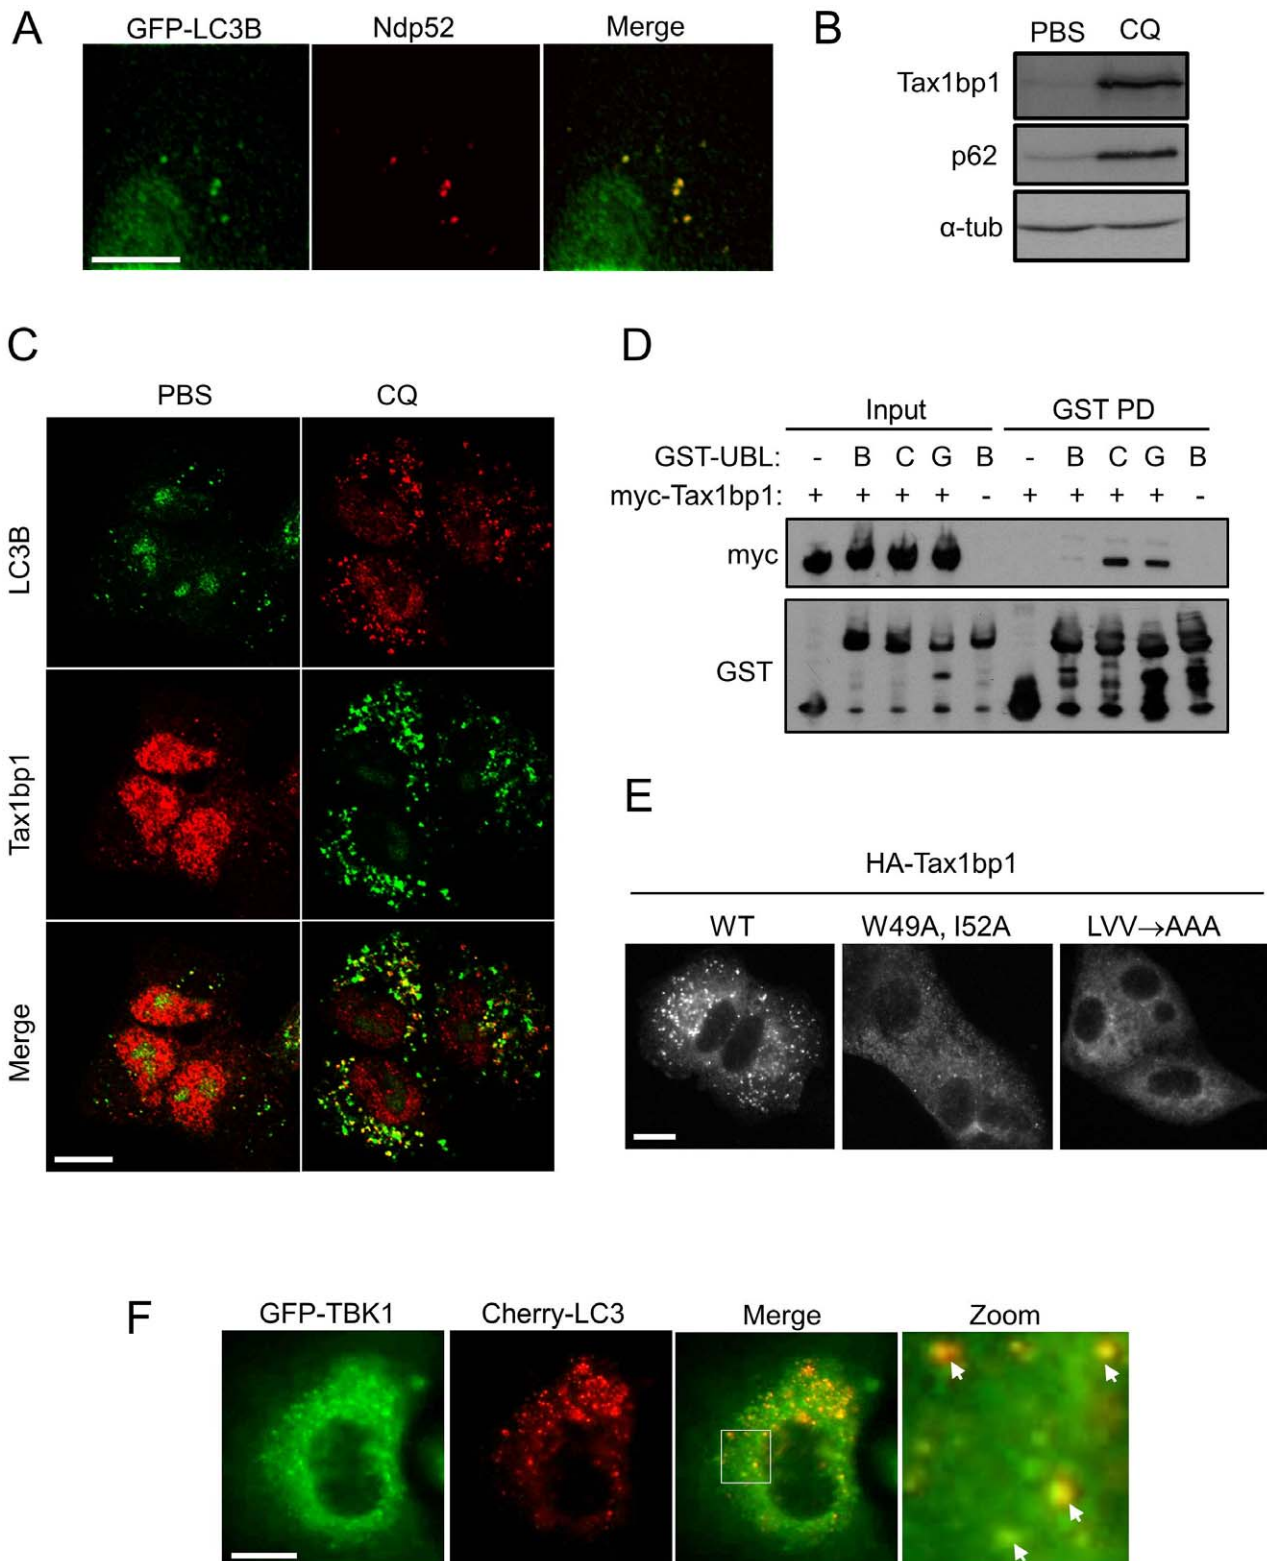 A
GFP-LC3B Ndp52 Merge
B
PBS CQ
Tax1bp1
p62
α-tub
C
PBS CQ
LC3B
Tax1bp1
Merge
D
Input GST PD
GST-UBL: - B C G B - B C G B
myc-Tax1bp1: + + + + - + + + + -
myc
GST
E
HA-Tax1bp1
WT W49A, I52A LVV→AAA
F
GFP-TBK1 Cherry-LC3 Merge Zoom